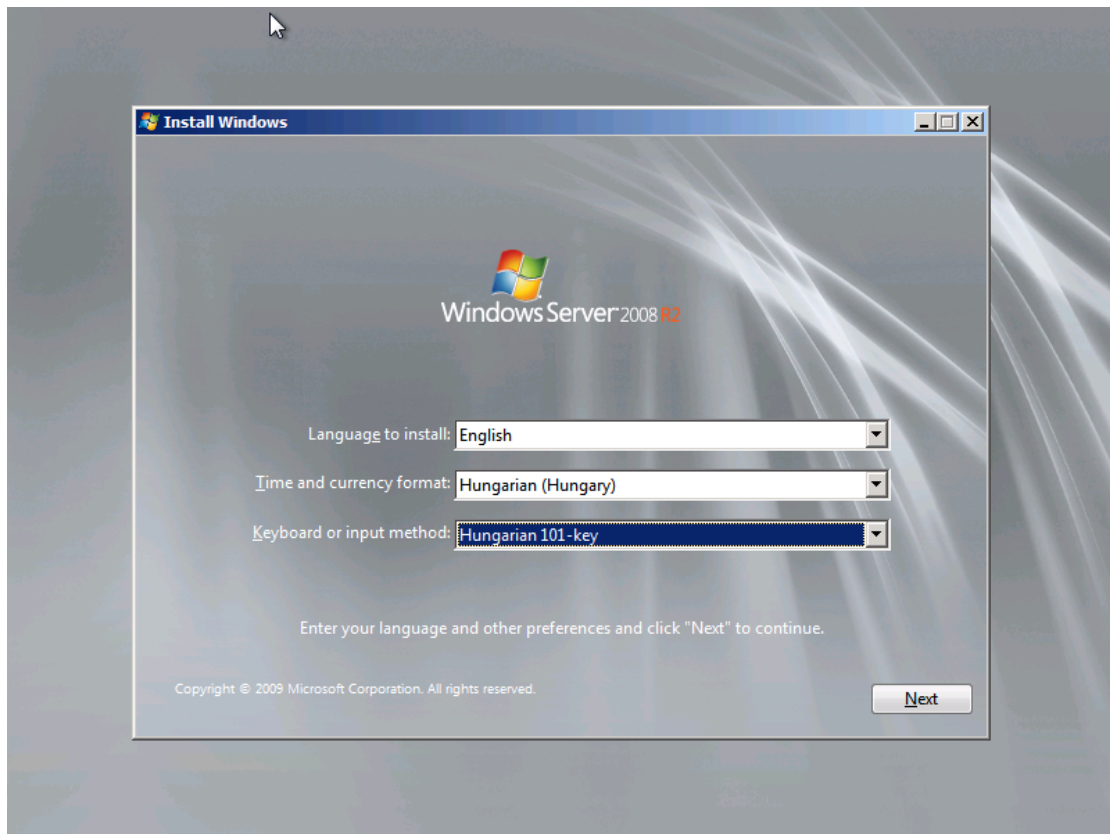 Install Windows
Windows Server 2008 R2
Language to install: English
Time and currency format: Hungarian (Hungary)
Keyboard or input method: Hungarian 101-key
Enter your language and other preferences and click "Next" to continue.
Copyright © 2009 Microsoft Corporation. All rights reserved.
Next